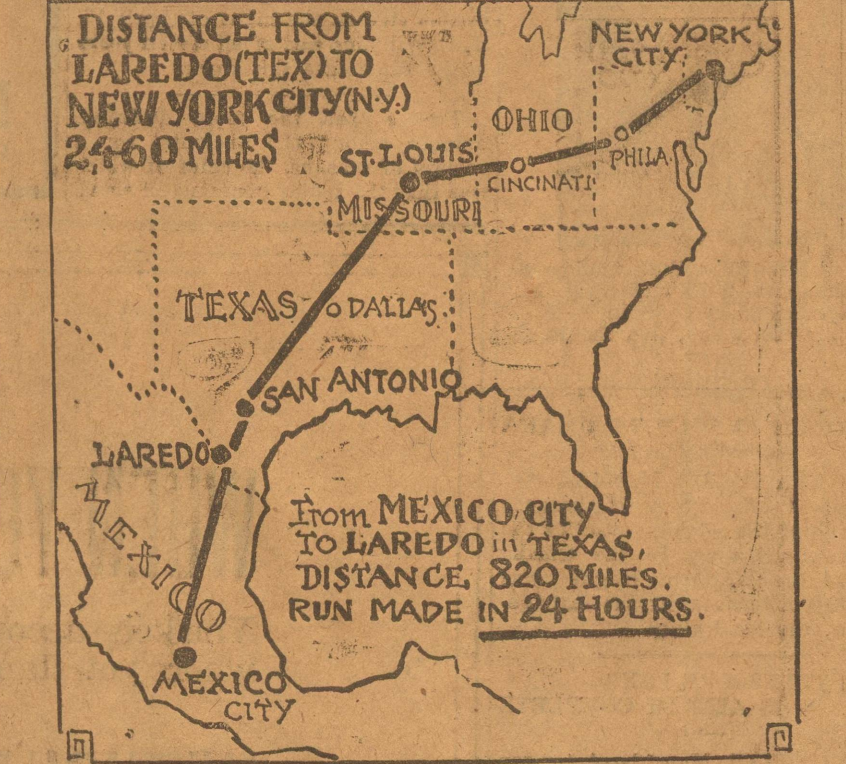 DISTANCE FROM
LAREDO (TEX) TO
NEW YORK CITY (N.Y.)
2,460 MILES
NEW YORK
CITY
OHIO
ST. LOUIS
CINCINATI
PHILA.
MISSOURI
TEXAS
DALLAS
SAN ANTONIO
LAREDO
MEXICO
From MEXICO CITY
TO LAREDO in TEXAS,
DISTANCE 820 MILES.
RUN MADE IN 24 HOURS.
MEXICO
CITY